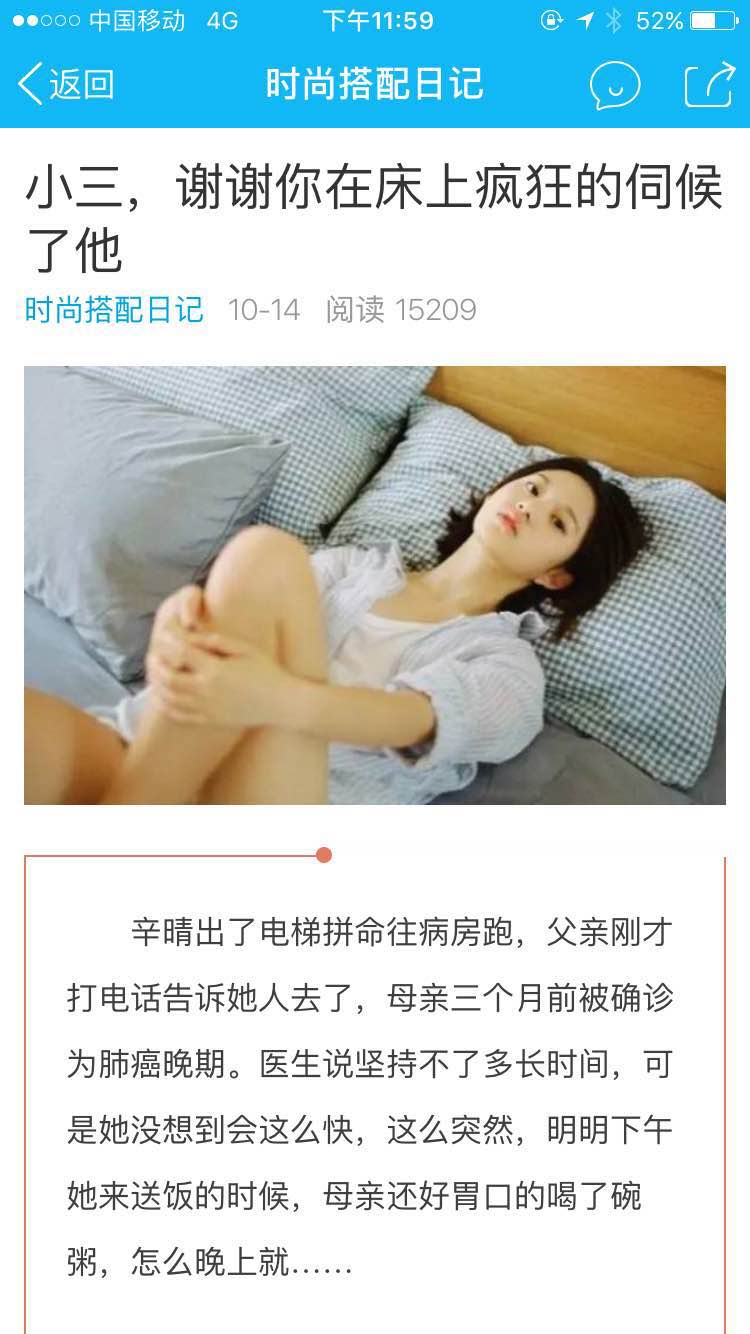 中国移动 4G 下午11:59 52%
返回 时尚搭配日记
小三，谢谢你在床上疯狂的伺候
了他
时尚搭配日记 10-14 阅读 15209
辛晴出了电梯拼命往病房跑，父亲刚才
打电话告诉她人去了，母亲三个月前被确诊
为肺癌晚期。医生说坚持不了多长时间，可
是她没想到会这么快，这么突然，明明下午
她来送饭的时候，母亲还好胃口的喝了碗
粥，怎么晚上就……